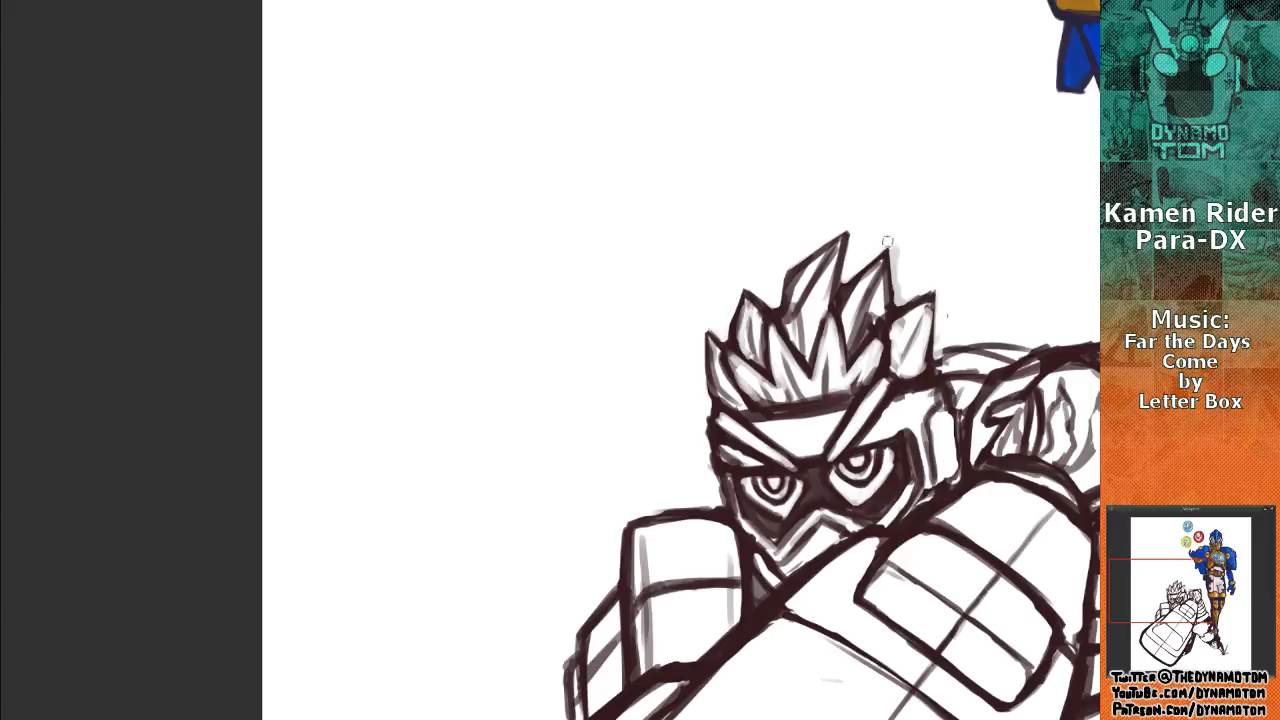 DYNAMO
TOM
Kamen Rider
Para-DX
Music:
Far the Days
Come
by
Letter Box
Twitter@TheDynamoTom
YouTube.com/DynamoTom
Patreon.com/DynamoTom